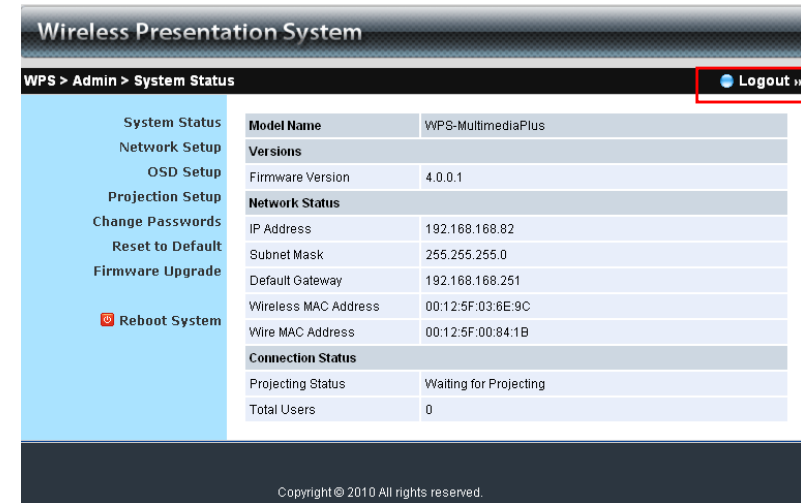 Wireless Presentation System
WPS > Admin > System Status
Logout »
System Status
Network Setup
OSD Setup
Projection Setup
Change Passwords
Reset to Default
Firmware Upgrade
Reboot System
Model Name WPS-MultimediaPlus
Versions
Firmware Version 4.0.0.1
Network Status
IP Address 192.168.168.82
Subnet Mask 255.255.255.0
Default Gateway 192.168.168.251
Wireless MAC Address 00:12:5F:03:6E:9C
Wire MAC Address 00:12:5F:00:84:1B
Connection Status
Projecting Status Waiting for Projecting
Total Users 0
Copyright © 2010 All rights reserved.